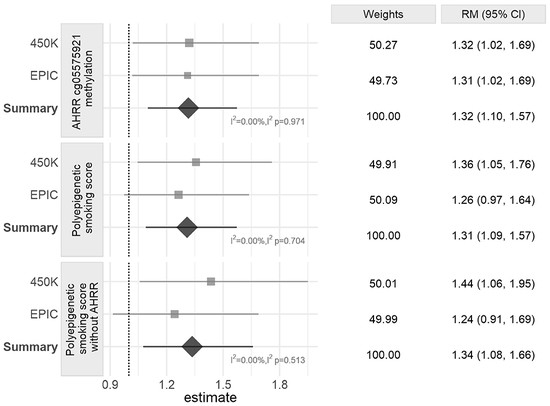 Weights RM (95% CI)
AHRR cg05575921
methylation
450K 50.27 1.32 (1.02, 1.69)
EPIC 49.73 1.31 (1.02, 1.69)
Summary 100.00 1.32 (1.10, 1.57)
I²=0.00%,I² p=0.971
Polyepigenetic
smoking score
450K 49.91 1.36 (1.05, 1.76)
EPIC 50.09 1.26 (0.97, 1.64)
Summary 100.00 1.31 (1.09, 1.57)
I²=0.00%,I² p=0.704
Polyepigenetic
smoking score
without AHRR
450K 50.01 1.44 (1.06, 1.95)
EPIC 49.99 1.24 (0.91, 1.69)
Summary 100.00 1.34 (1.08, 1.66)
I²=0.00%,I² p=0.513
0.9 1.2 1.5 1.8
estimate